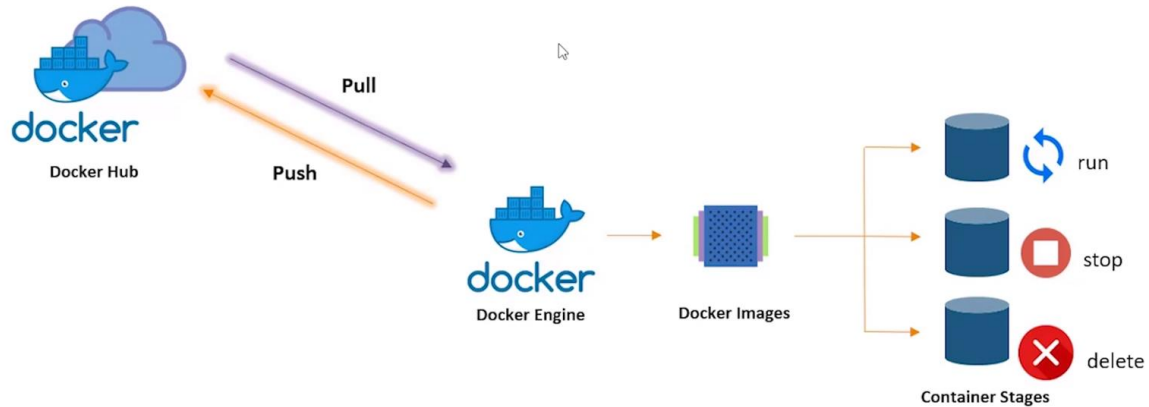 docker
Docker Hub
Pull
Push
docker
Docker Engine
Docker Images
run
stop
delete
Container Stages